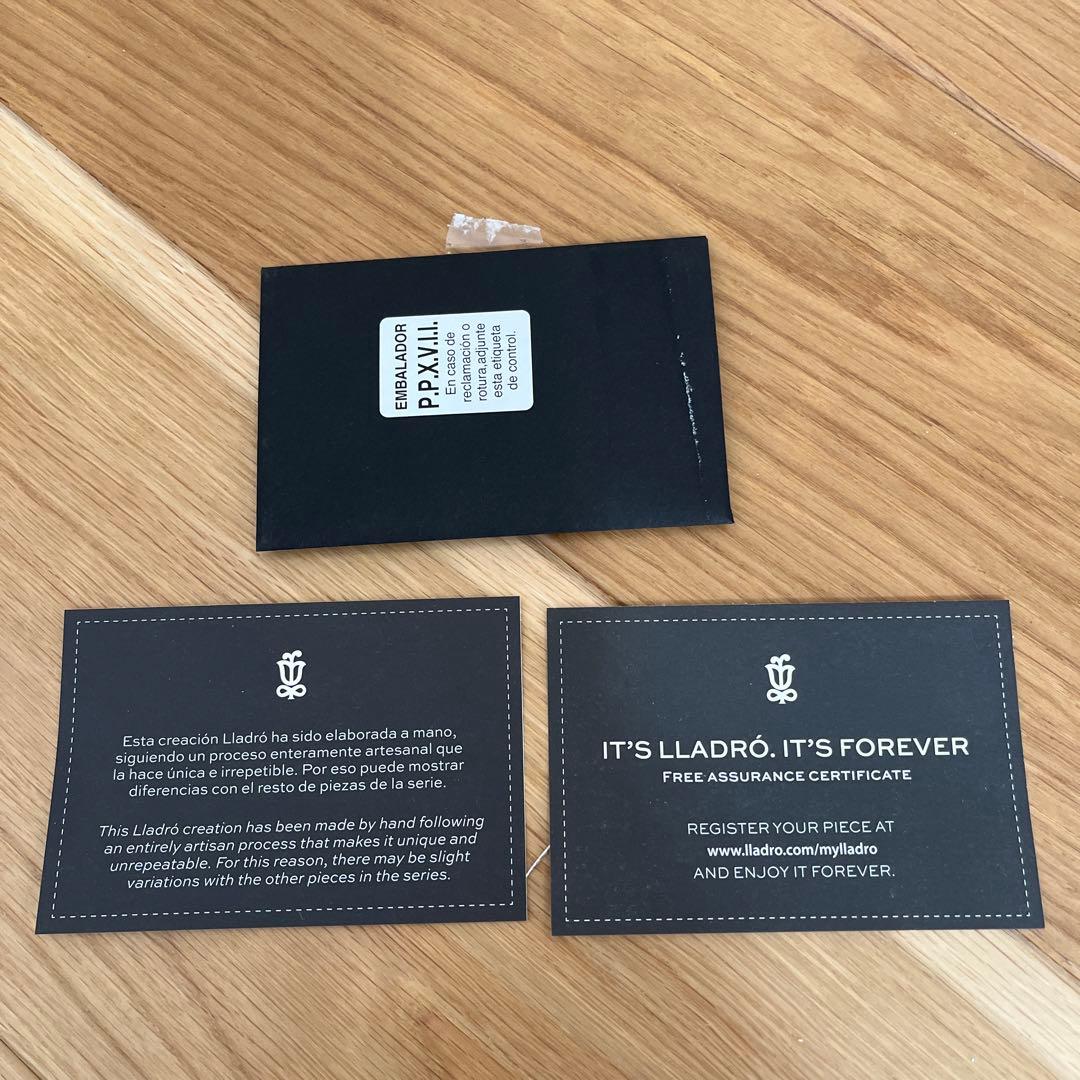 EMBALADOR
P.P.X.V.I.I.
En caso de
reclamación o
rotura,adjunte
esta etiqueta
de control.
Esta creación Lladró ha sido elaborada a mano,
siguiendo un proceso enteramente artesanal que
la hace única e irrepetible. Por eso puede mostrar
diferencias con el resto de piezas de la serie.
This Lladró creation has been made by hand following
an entirely artisan process that makes it unique and
unrepeatable. For this reason, there may be slight
variations with the other pieces in the series.
IT'S LLADRÓ. IT'S FOREVER
FREE ASSURANCE CERTIFICATE
REGISTER YOUR PIECE AT
www.lladro.com/mylladro
AND ENJOY IT FOREVER.